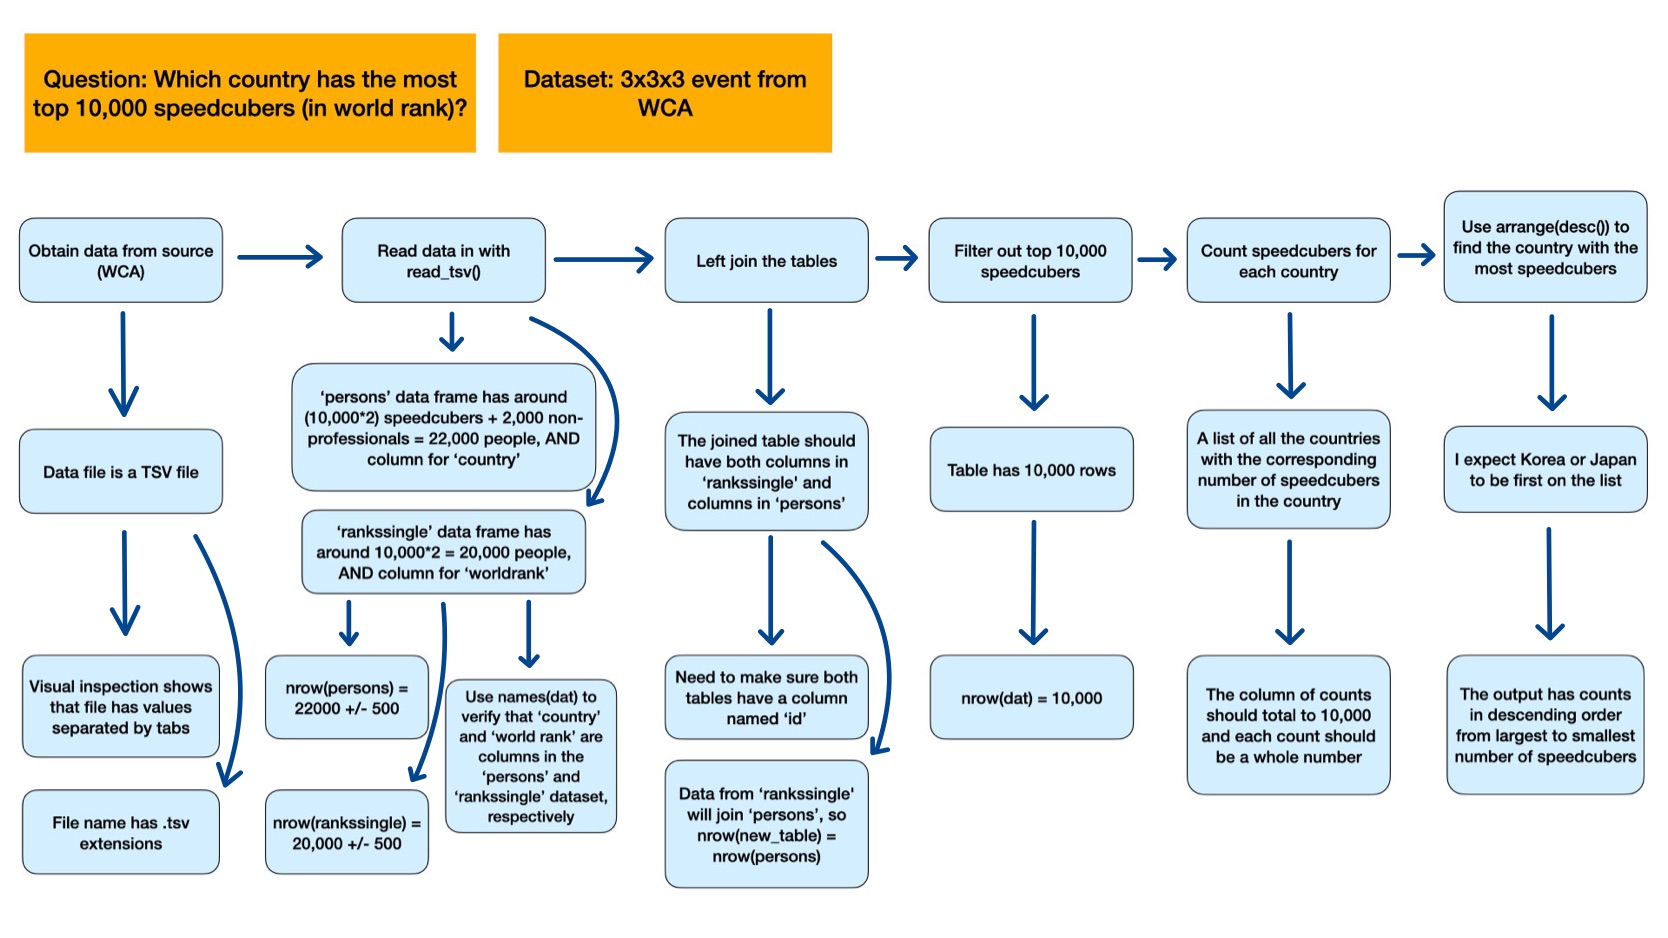 Question: Which country has the most
top 10,000 speedcubers (in world rank)?
Dataset: 3x3x3 event from
WCA
Obtain data from source
(WCA)
Read data in with
read_tsv()
Left join the tables
Filter out top 10,000
speedcubers
Count speedcubers for
each country
Use arrange(desc()) to
find the country with the
most speedcubers
Data file is a TSV file
‘persons’ data frame has around
(10,000*2) speedcubers + 2,000 non-
professionals = 22,000 people, AND
column for ‘country’
‘rankssingle’ data frame has
around 10,000*2 = 20,000 people,
AND column for ‘worldrank’
The joined table should
have both columns in
‘rankssingle' and
columns in ‘persons’
Table has 10,000 rows
A list of all the countries
with the corresponding
number of speedcubers
in the country
I expect Korea or Japan
to be first on the list
Visual inspection shows
that file has values
separated by tabs
File name has .tsv
extensions
nrow(persons) =
22000 +/- 500
nrow(rankssingle) =
20,000 +/- 500
Use names(dat) to
verify that ‘country’
and ‘world rank’ are
columns in the
‘persons’ and
‘rankssingle’ dataset,
respectively
Need to make sure both
tables have a column
named ‘id’
Data from ‘rankssingle'
will join ‘persons’, so
nrow(new_table) =
nrow(persons)
nrow(dat) = 10,000
The column of counts
should total to 10,000
and each count should
be a whole number
The output has counts
in descending order
from largest to smallest
number of speedcubers